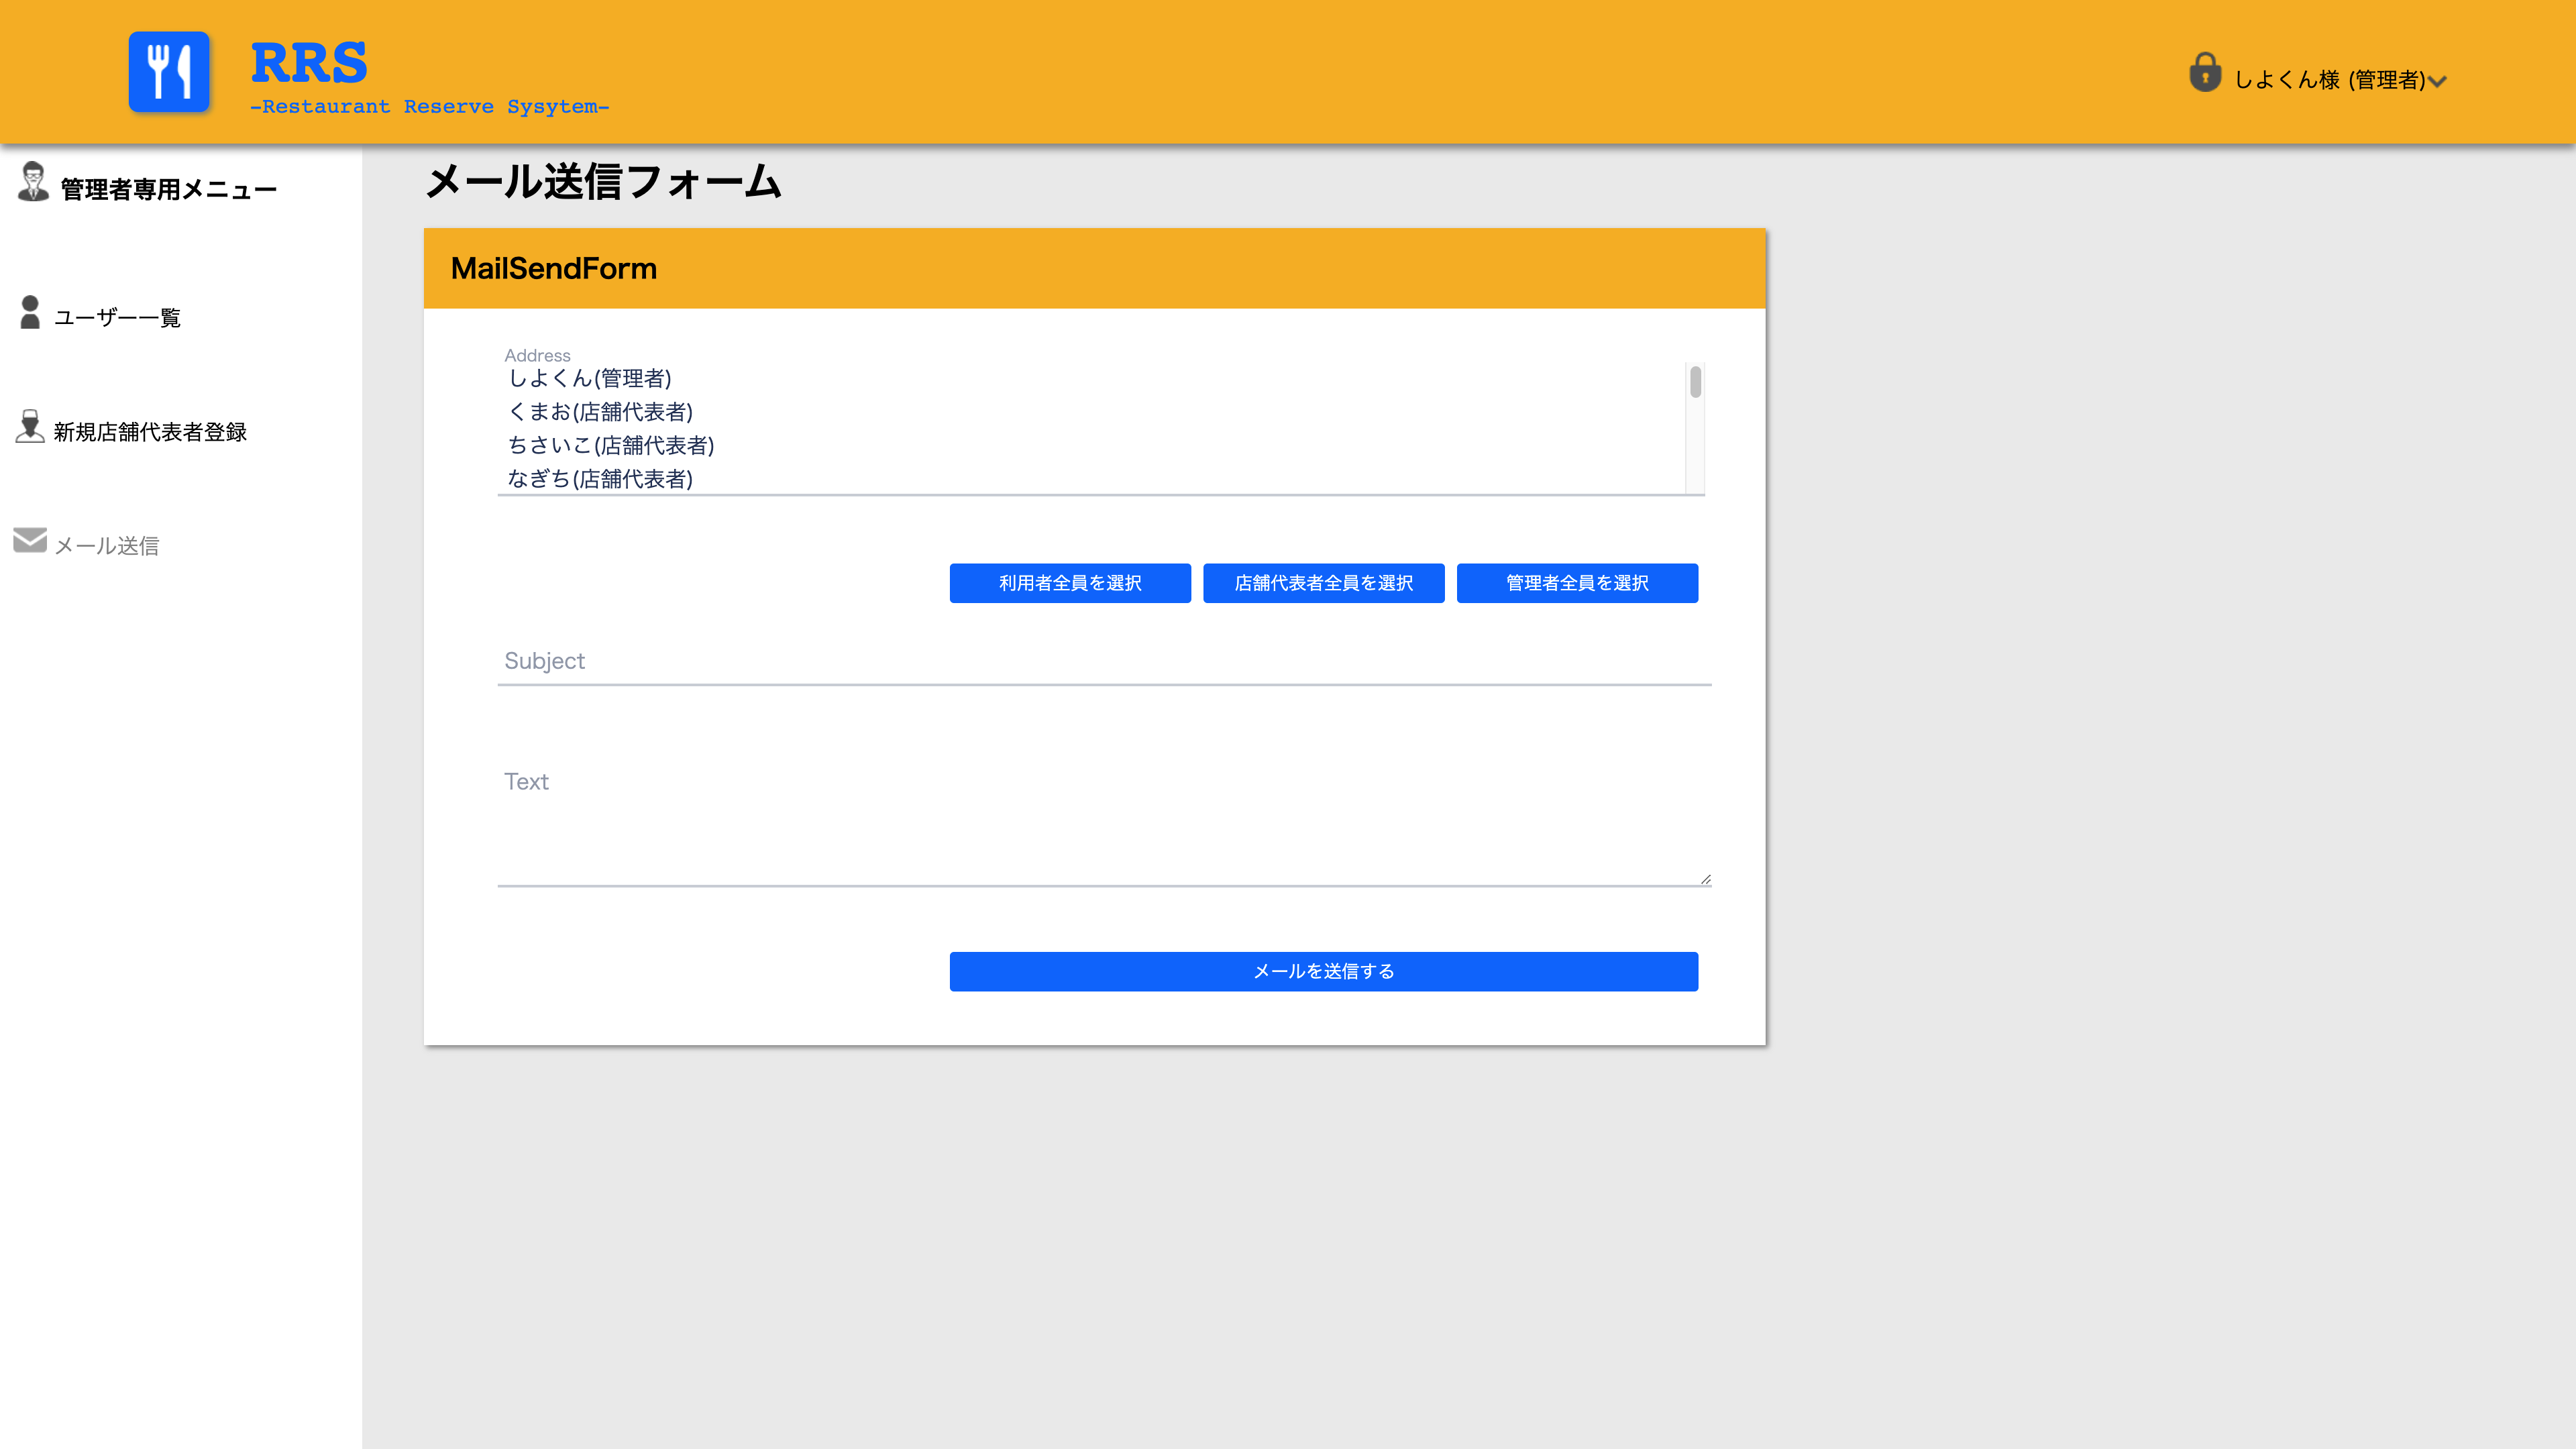 RRS
-Restaurant Reserve Sysytem-
しよくん様 (管理者)
管理者専用メニュー
ユーザー一覧
新規店舗代表者登録
メール送信
メール送信フォーム
MailSendForm
Address
しよくん(管理者)
くまお(店舗代表者)
ちさいこ(店舗代表者)
なぎち(店舗代表者)
利用者全員を選択 店舗代表者全員を選択 管理者全員を選択
Subject
Text
メールを送信する